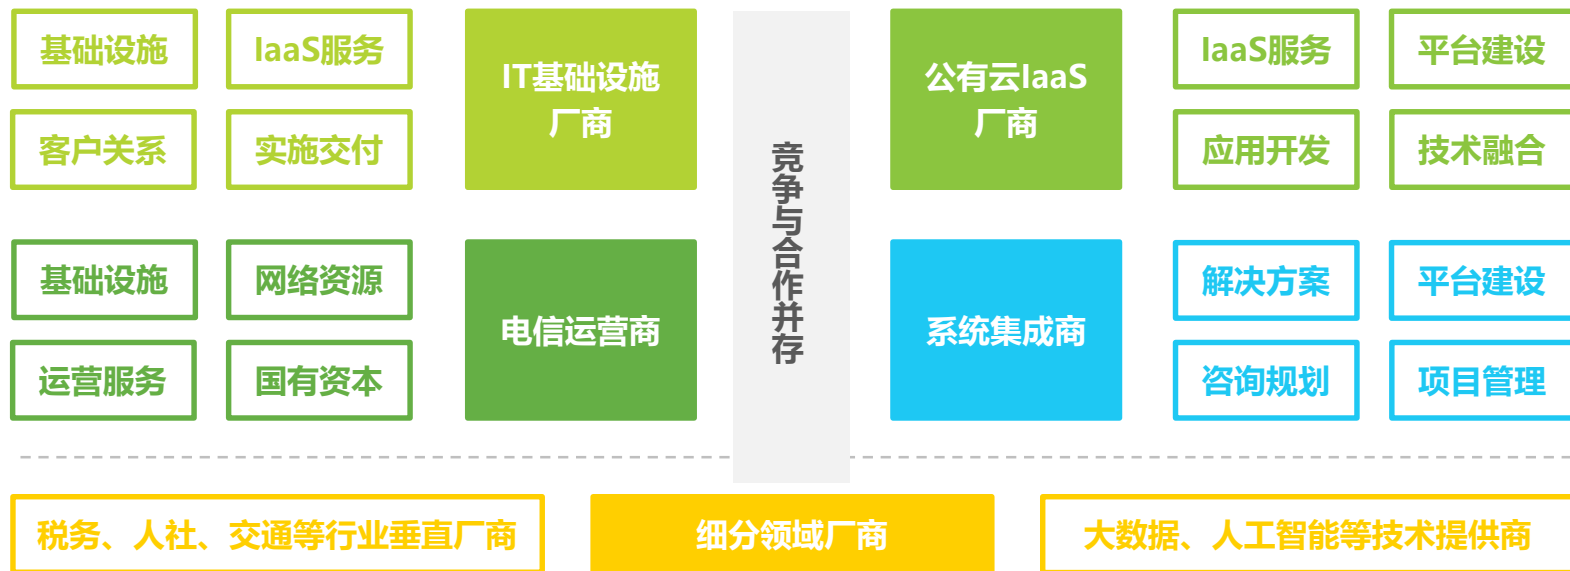 基础设施
IaaS服务
客户关系
实施交付
IT基础设施
厂商
基础设施
网络资源
运营服务
国有资本
电信运营商
竞争与合作并存
公有云IaaS
厂商
IaaS服务
平台建设
应用开发
技术融合
系统集成商
解决方案
平台建设
咨询规划
项目管理
税务、人社、交通等行业垂直厂商
细分领域厂商
大数据、人工智能等技术提供商